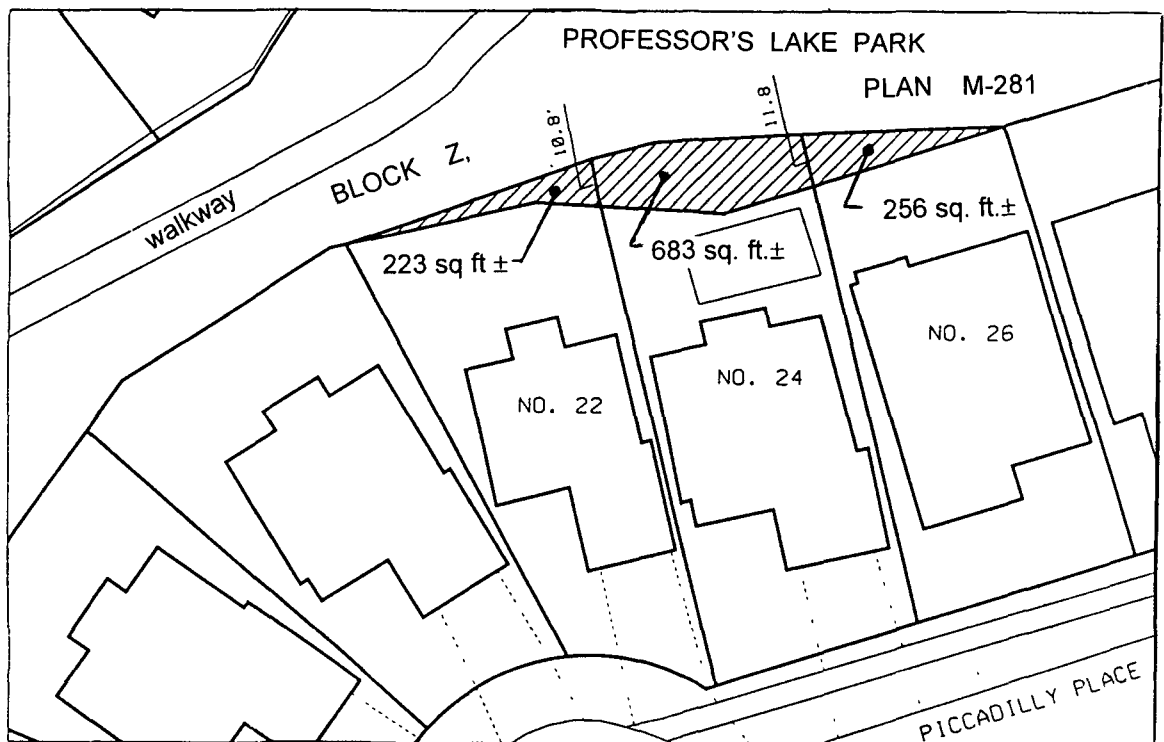 PROFESSOR'S LAKE PARK
PLAN M-281
11.8
10.8'
BLOCK Z,
walkway
256 sq. ft.±
683 sq. ft.±
223 sq ft ±
NO. 26
NO. 24
NO. 22
PICCADILLY PLACE